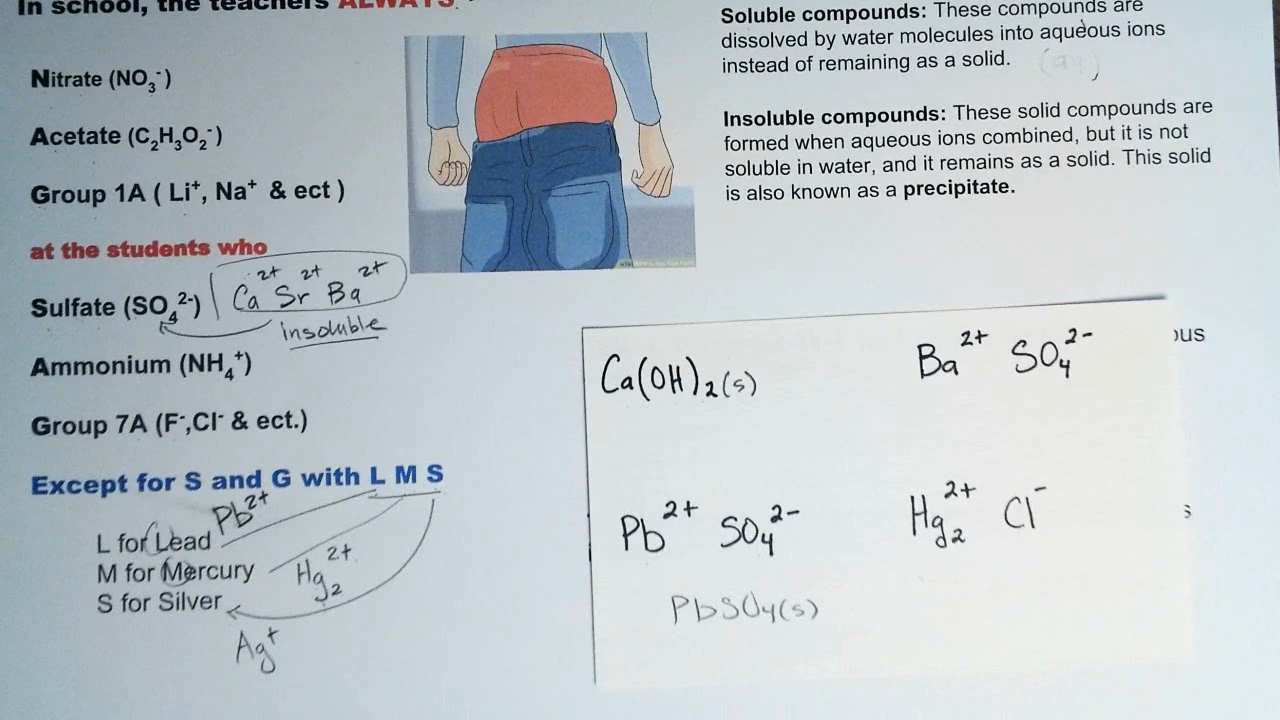 In school, the teachers ALWAYS
Nitrate (NO₃⁻)
Acetate (C₂H₃O₂⁻)
Group 1A ( Li⁺, Na⁺ & ect )
at the students who
Sulfate (SO₄²⁻) Ca²⁺ Sr²⁺ Ba²⁺
insoluble
Ammonium (NH₄⁺)
Group 7A (F⁻,Cl⁻ & ect.)
Except for S and G with L M S
Pb²⁺
L for Lead
M for Mercury
Hg₂²⁺
S for Silver
Ag⁺
Soluble compounds: These compounds are
dissolved by water molecules into aqueous ions
instead of remaining as a solid. (aq)
Insoluble compounds: These solid compounds are
formed when aqueous ions combined, but it is not
soluble in water, and it remains as a solid. This solid
is also known as a precipitate.
Ca(OH)₂(s)
Ba²⁺ SO₄²⁻
Pb²⁺ SO₄²⁻
Hg₂²⁺ Cl⁻
PbSO₄(s)